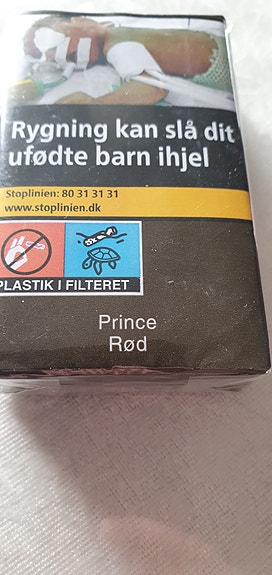 Rygning kan slå dit
ufødte barn ihjel
Stoplinien: 80 31 31 31
www.stoplinien.dk
PLASTIK I FILTERET
Prince
Rød